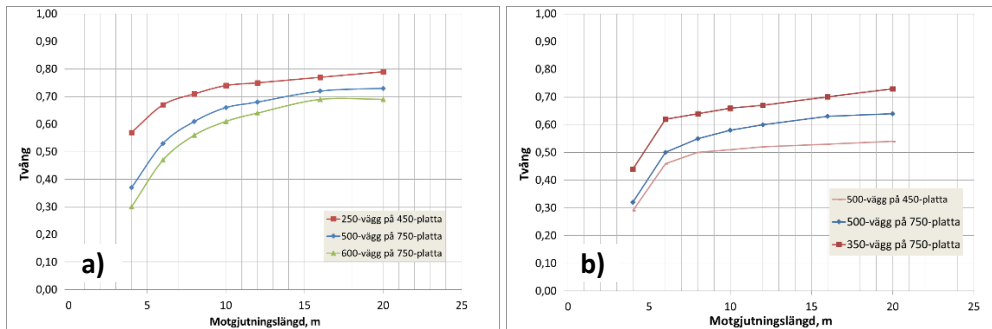 1,00
0,90
0,80
0,70
0,60
0,50
0,40
0,30
0,20
0,10
0,00
Tvång
0 5 10 15 20 25
Motgjutningslängd, m
250-vägg på 450-platta
500-vägg på 750-platta
600-vägg på 750-platta
a)
1,00
0,90
0,80
0,70
0,60
0,50
0,40
0,30
0,20
0,10
0,00
Tvång
0 5 10 15 20 25
Motgjutningslängd, m
500-vägg på 450-platta
500-vägg på 750-platta
350-vägg på 750-platta
b)